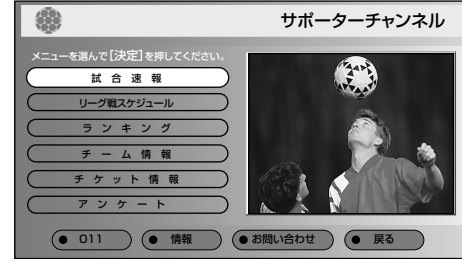 サポーターチャンネル
メニューを選んで[決定]を押してください。
試合速報
リーグ戦スケジュール
ランキング
チーム情報
チケット情報
アンケート
● 011 ● 情報 ● お問い合わせ ● 戻る